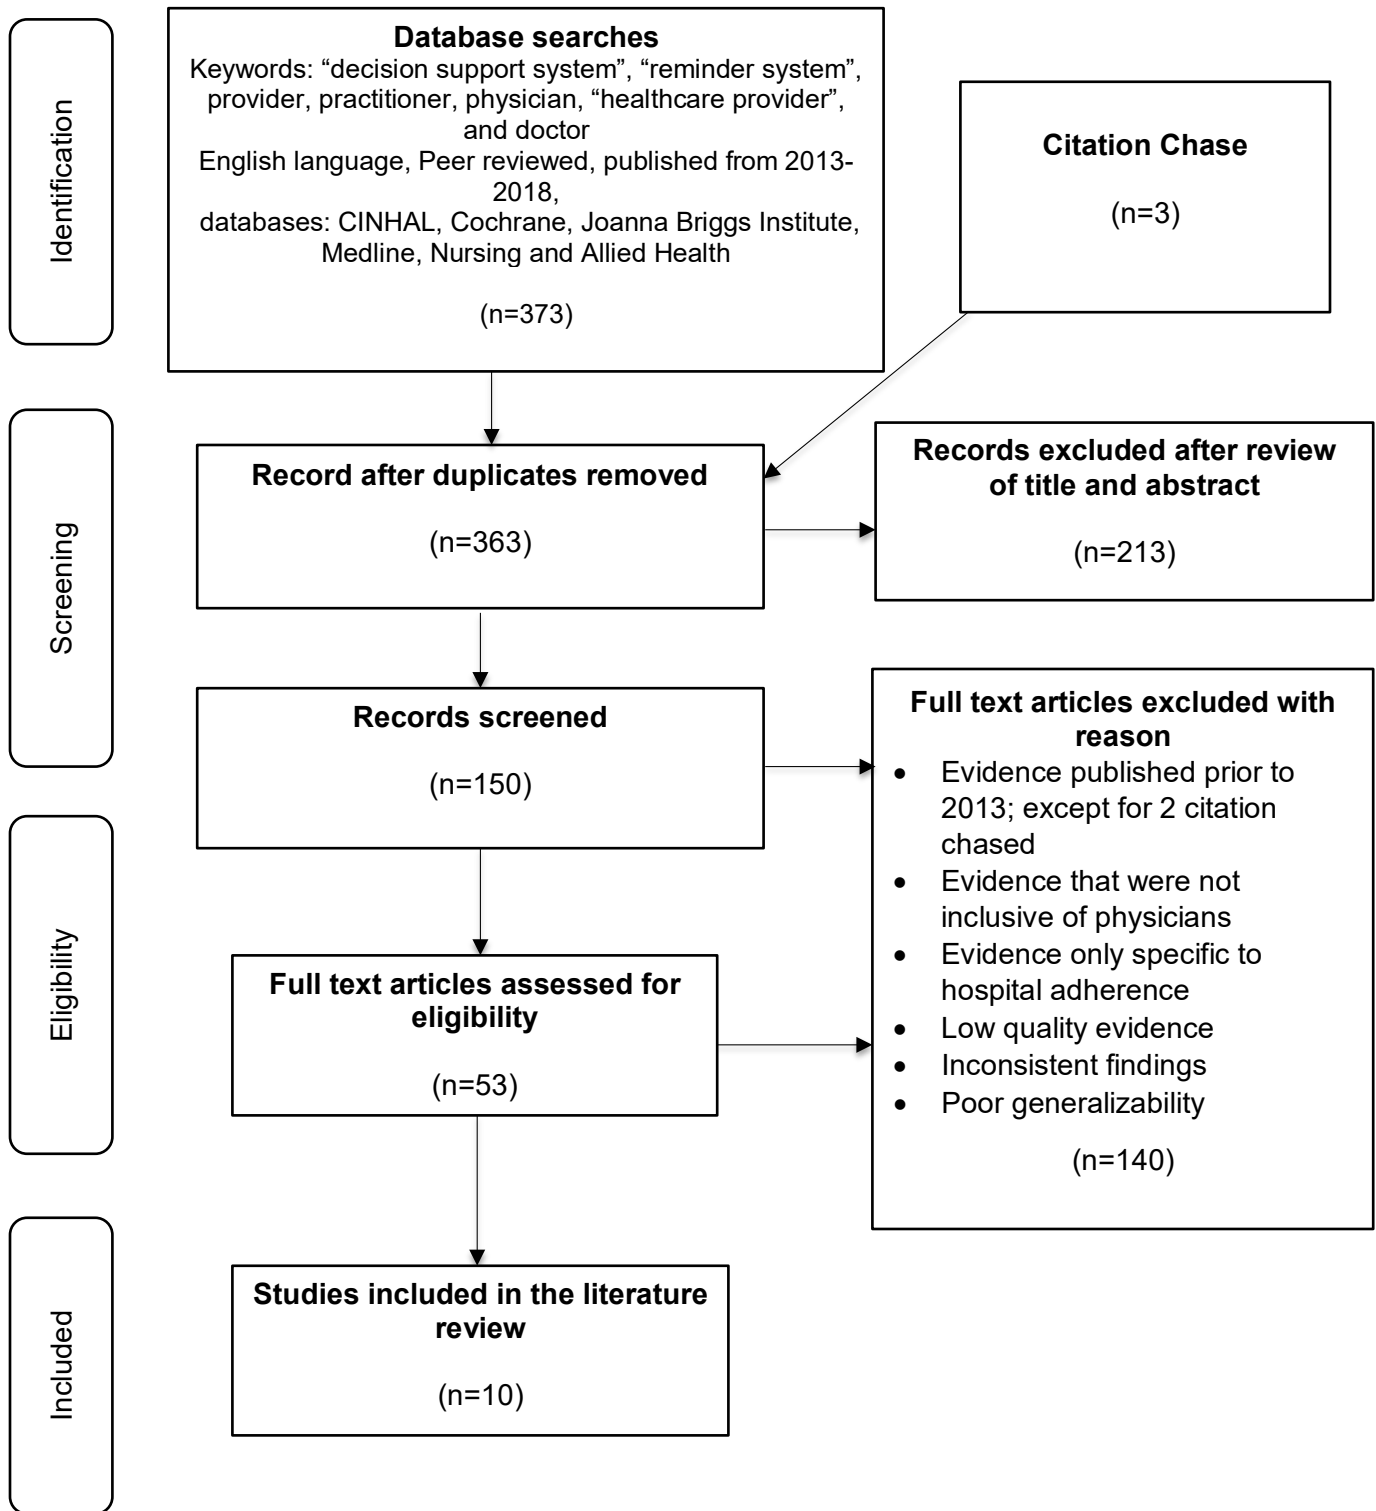 Identification
Database searches
Keywords: “decision support system”, “reminder system”,
provider, practitioner, physician, “healthcare provider”,
and doctor
English language, Peer reviewed, published from 2013-
2018,
databases: CINHAL, Cochrane, Joanna Briggs Institute,
Medline, Nursing and Allied Health
(n=373)
Citation Chase
(n=3)
Screening
Record after duplicates removed
(n=363)
Records excluded after review
of title and abstract
(n=213)
Records screened
(n=150)
Full text articles excluded with
reason
• Evidence published prior to
2013; except for 2 citation
chased
• Evidence that were not
inclusive of physicians
• Evidence only specific to
hospital adherence
• Low quality evidence
• Inconsistent findings
• Poor generalizability
(n=140)
Eligibility
Full text articles assessed for
eligibility
(n=53)
Included
Studies included in the literature
review
(n=10)